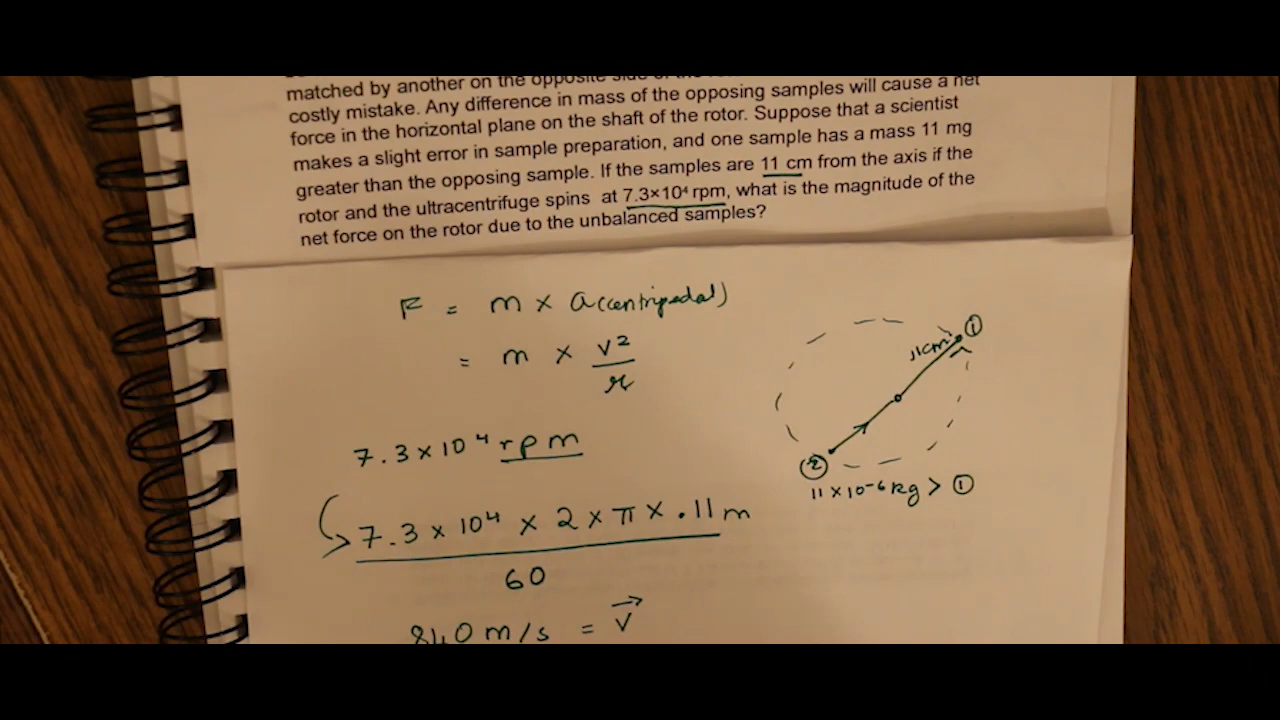 matched by another on the opposite side of the
costly mistake. Any difference in mass of the opposing samples will cause a net
force in the horizontal plane on the shaft of the rotor. Suppose that a scientist
makes a slight error in sample preparation, and one sample has a mass 11 mg
greater than the opposing sample. If the samples are 11 cm from the axis if the
rotor and the ultracentrifuge spins at 7.3×10⁴ rpm, what is the magnitude of the
net force on the rotor due to the unbalanced samples?
F = m × a(centripedal)
= m × v²/r
11cm
①
7.3 × 10⁴ rpm
②
11 × 10⁻⁶ kg > ①
7.3 × 10⁴ × 2 × π × .11 m
60
840 m/s = v⃗